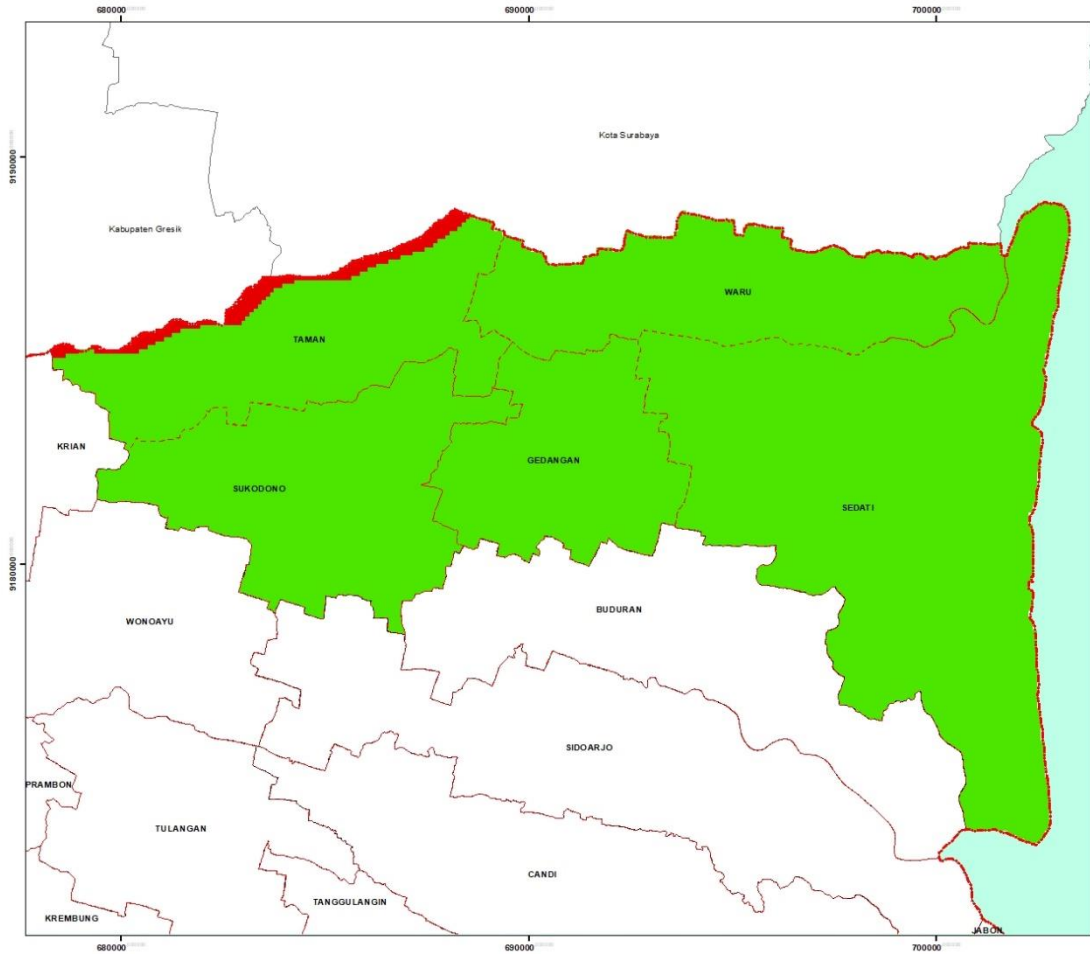 680000
690000
700000
9190000
Kota Surabaya
Kabupaten Gresik
WARU
TAMAN
KRIAN
GEDANGAN
SUKODONO
SEDATI
9180000
BUDURAN
WONOAYU
SIDOARJO
PRAMBON
TULANGAN
CANDI
TANGGULANGIN
KREMBUNG
JABON
680000
690000
700000